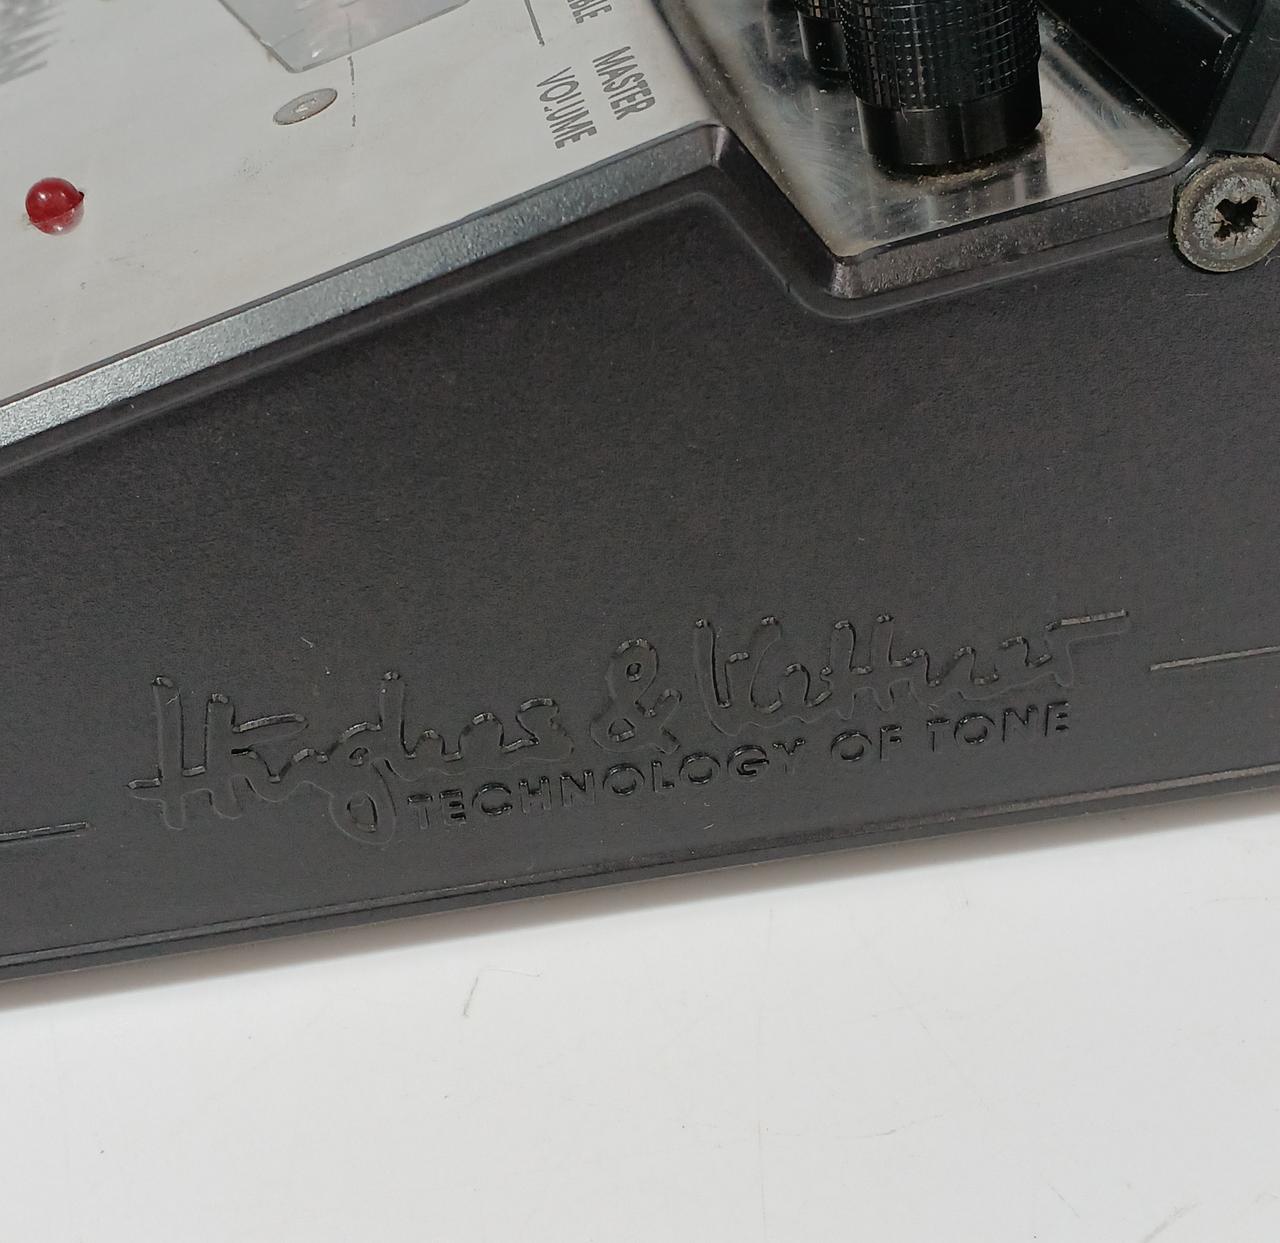 MASTER
VOLUME
Hughes & Kettner
TECHNOLOGY OF TONE